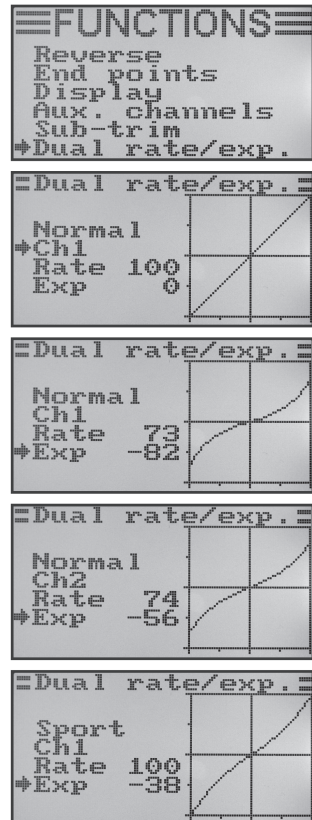 FUNCTIONS
Reverse
End points
Display
Aux. channels
Sub-trim
Dual rate/exp.
Dual rate/exp.
Normal
Ch1
Rate 100
Exp 0
Dual rate/exp.
Normal
Ch1
Rate 73
Exp -82
Dual rate/exp.
Normal
Ch2
Rate 74
Exp -56
Dual rate/exp.
Sport
Ch1
Rate 100
Exp -38